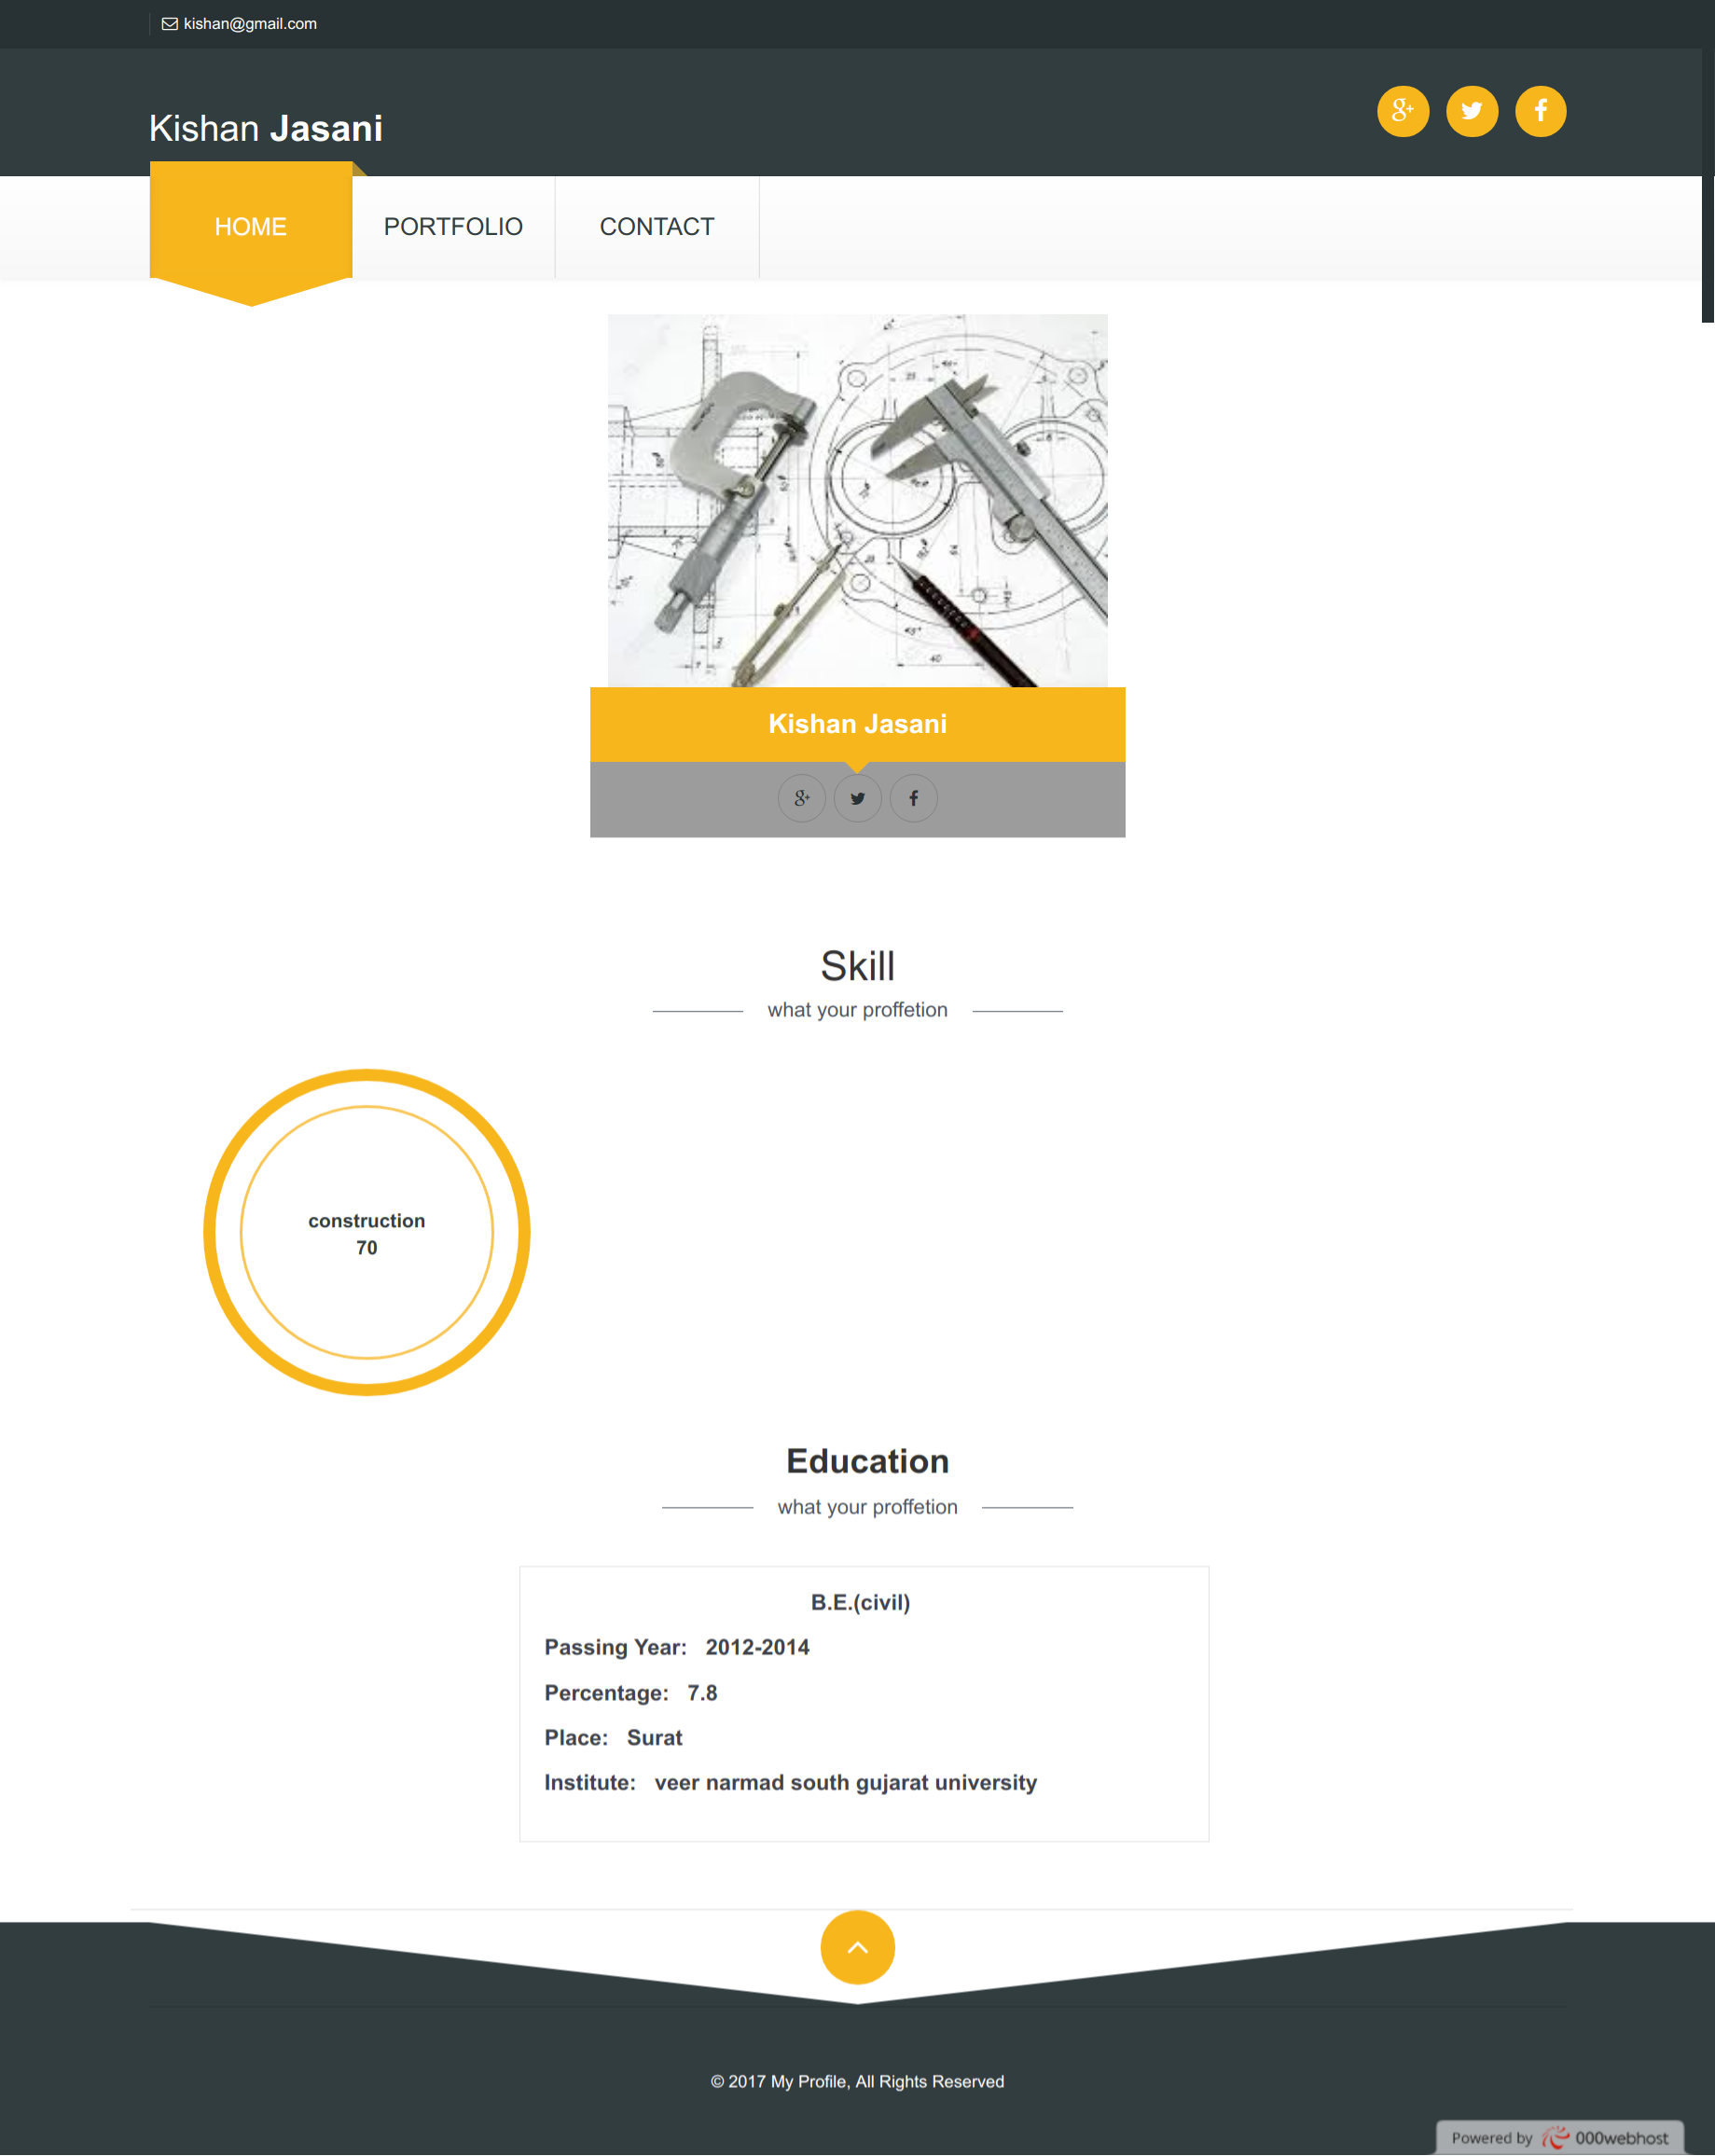 kishan@gmail.com
Kishan Jasani
HOME
PORTFOLIO
CONTACT
Kishan Jasani
Skill
what your proffetion
construction
70
Education
what your proffetion
B.E.(civil)
Passing Year: 2012-2014
Percentage: 7.8
Place: Surat
Institute: veer narmad south gujarat university
© 2017 My Profile, All Rights Reserved
Powered by 000webhost